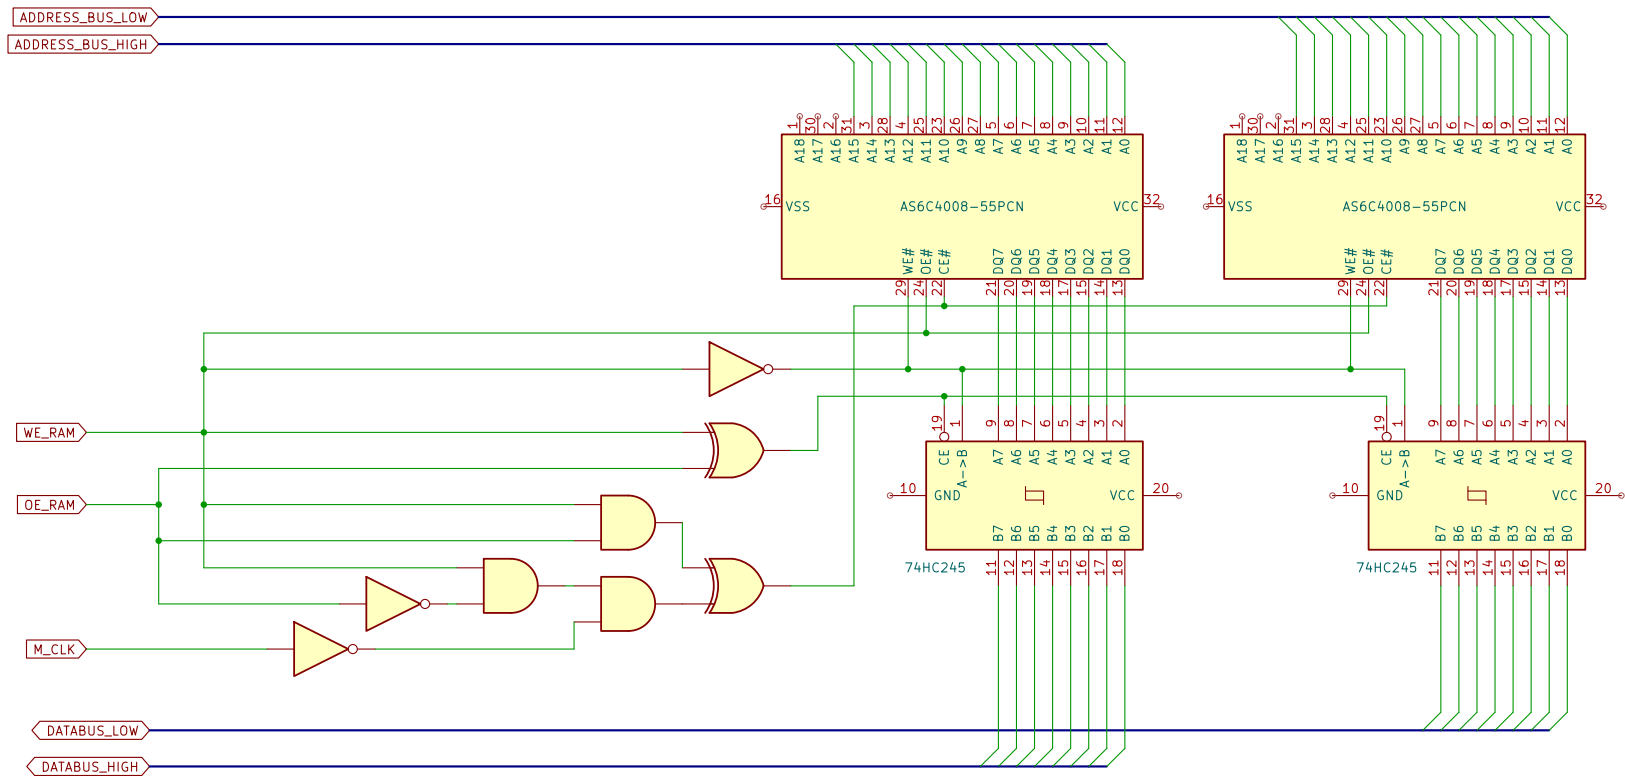 ADDRESS_BUS_LOW
ADDRESS_BUS_HIGH
1 30 2 31 3 28 4 25 23 26 27 5 6 7 8 9 10 11 12
A18 A17 A16 A15 A14 A13 A12 A11 A10 A9 A8 A7 A6 A5 A4 A3 A2 A1 A0
16 VSS AS6C4008-55PCN VCC 32
WE# OE# CE# DQ7 DQ6 DQ5 DQ4 DQ3 DQ2 DQ1 DQ0
29 24 22 21 20 19 18 17 15 14 13
1 30 2 31 3 28 4 25 23 26 27 5 6 7 8 9 10 11 12
A18 A17 A16 A15 A14 A13 A12 A11 A10 A9 A8 A7 A6 A5 A4 A3 A2 A1 A0
16 VSS AS6C4008-55PCN VCC 32
WE# OE# CE# DQ7 DQ6 DQ5 DQ4 DQ3 DQ2 DQ1 DQ0
29 24 22 21 20 19 18 17 15 14 13
WE_RAM
OE_RAM
M_CLK
19 1 9 8 7 6 5 4 3 2
CE A->B A7 A6 A5 A4 A3 A2 A1 A0
10 GND VCC 20
B7 B6 B5 B4 B3 B2 B1 B0
74HC245
11 12 13 14 15 16 17 18
19 1 9 8 7 6 5 4 3 2
CE A->B A7 A6 A5 A4 A3 A2 A1 A0
10 GND VCC 20
B7 B6 B5 B4 B3 B2 B1 B0
74HC245
11 12 13 14 15 16 17 18
DATABUS_LOW
DATABUS_HIGH